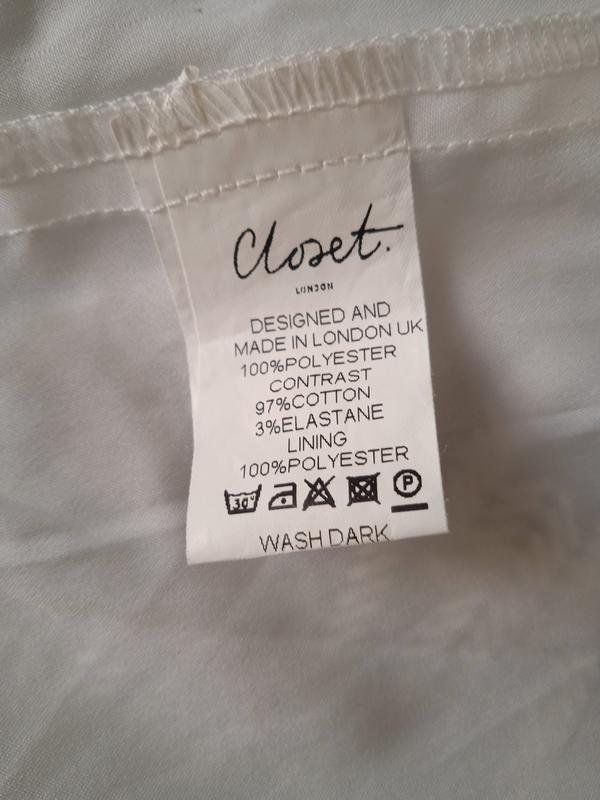 Closet.
LONDON
DESIGNED AND
MADE IN LONDON UK
100%POLYESTER
CONTRAST
97%COTTON
3%ELASTANE
LINING
100%POLYESTER
30° P
WASH DARK